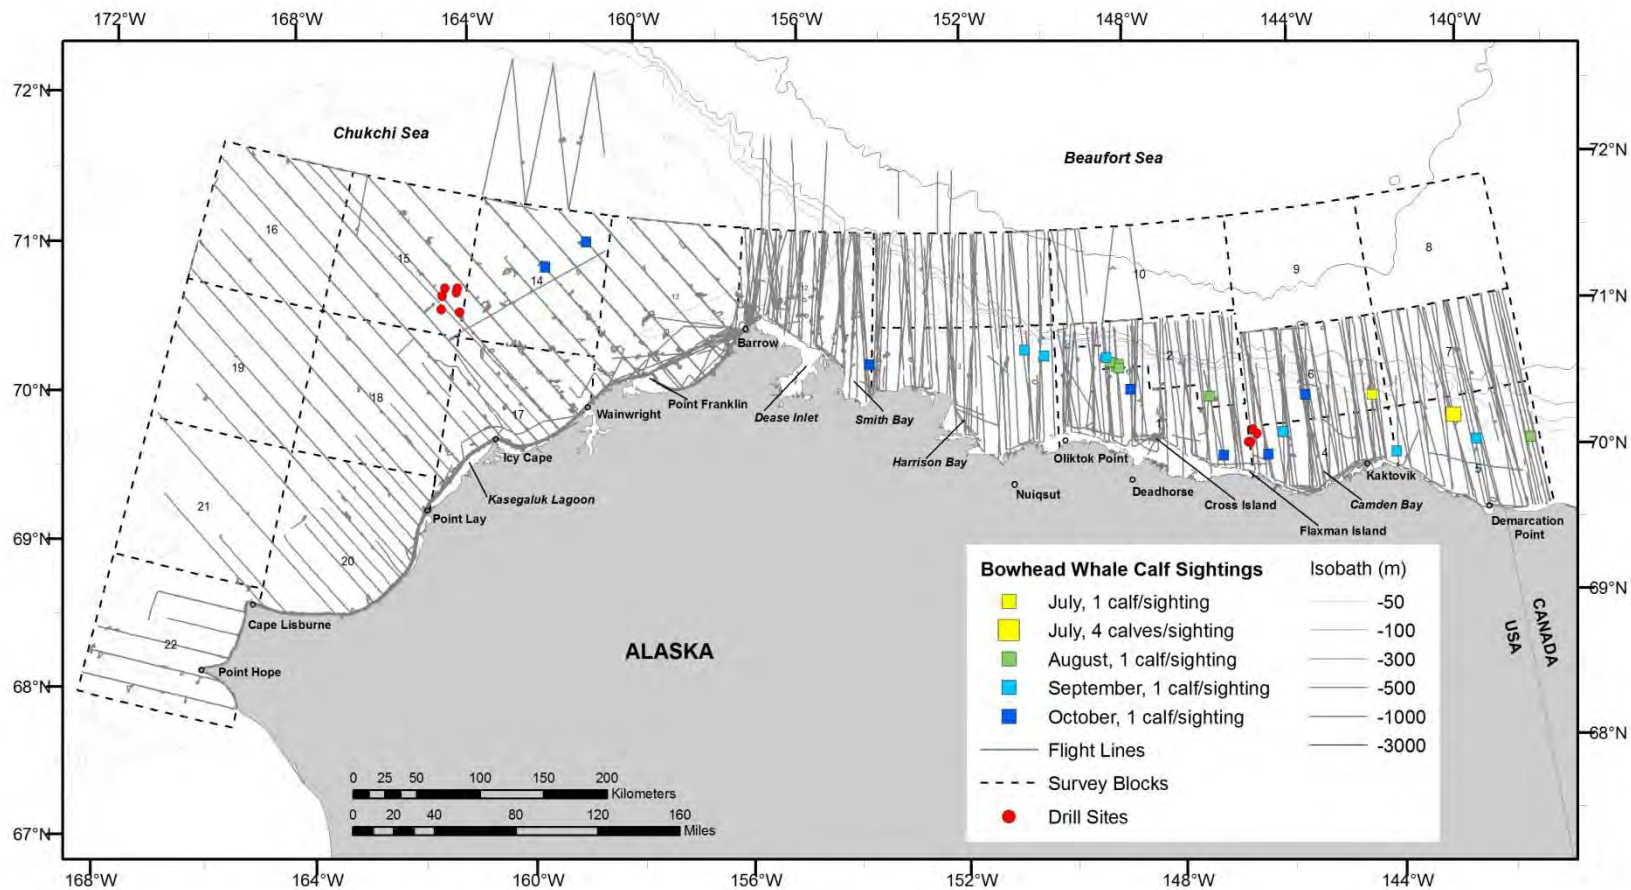 172°W 168°W 164°W 160°W 156°W 152°W 148°W 144°W 140°W
72°N
Chukchi Sea
Beaufort Sea
72°N
71°N
16
15
14
12
10
9
8
71°N
Barrow
19
18
17
2
6
7
70°N
Wainwright
Point Franklin
Dease Inlet
Smith Bay
Harrison Bay
Oliktok Point
1
4
5
70°N
Icy Cape
Kasegaluk Lagoon
Nuiqsut
Deadhorse
Cross Island
Flaxman Island
Camden Bay
Kaktovik
Demarcation
Point
21
Point Lay
69°N
20
69°N
Cape Lisburne
22
Point Hope
68°N
68°N
67°N
ALASKA
USA
CANADA
Bowhead Whale Calf Sightings
July, 1 calf/sighting
July, 4 calves/sighting
August, 1 calf/sighting
September, 1 calf/sighting
October, 1 calf/sighting
Flight Lines
Survey Blocks
Drill Sites
Isobath (m)
-50
-100
-300
-500
-1000
-3000
0 25 50 100 150 200
Kilometers
0 20 40 80 120 160
Miles
168°W 164°W 160°W 156°W 152°W 148°W 144°W